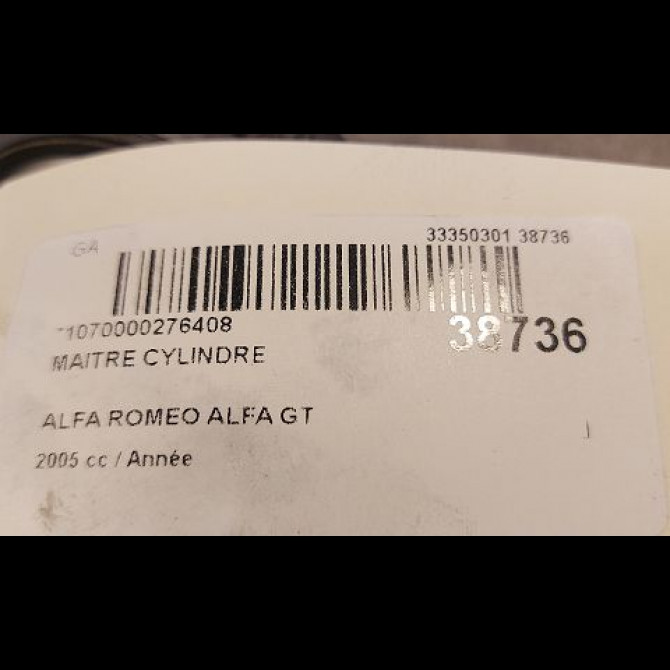 GA
33350301 38736
1070000276408
38736
MAITRE CYLINDRE
ALFA ROMEO ALFA GT
2005 cc / Année